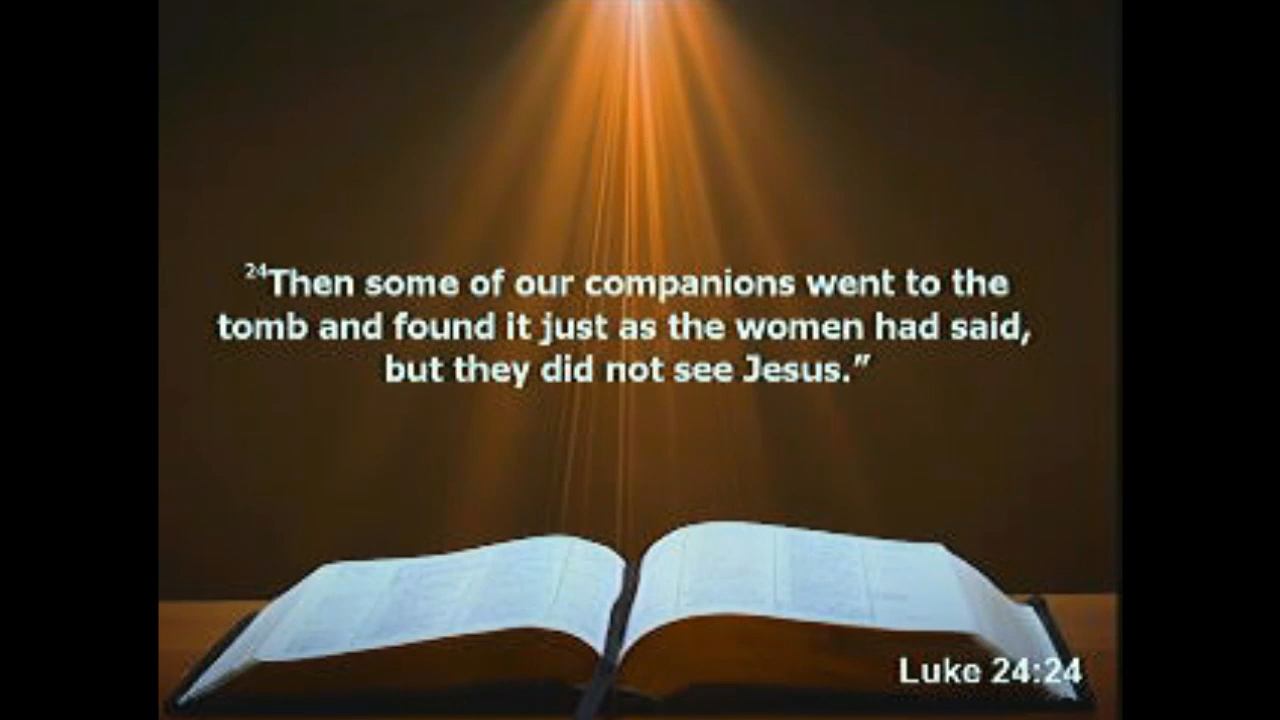 24Then some of our companions went to the
tomb and found it just as the women had said,
but they did not see Jesus.”
Luke 24:24